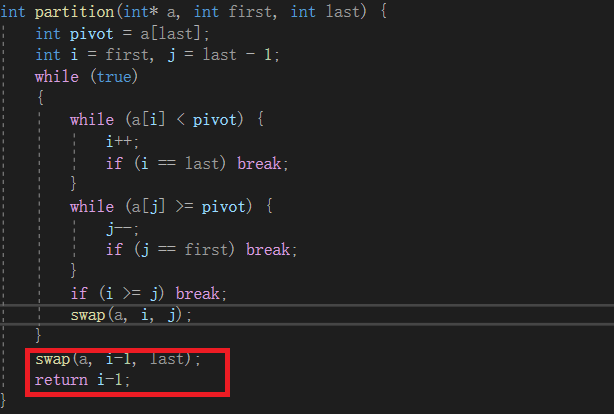 int partition(int* a, int first, int last) {
    int pivot = a[last];
    int i = first, j = last - 1;
    while (true)
    {
        while (a[i] < pivot) {
            i++;
            if (i == last) break;
        }
        while (a[j] >= pivot) {
            j--;
            if (j == first) break;
        }
        if (i >= j) break;
        swap(a, i, j);
    }
    swap(a, i-1, last);
    return i-1;
}